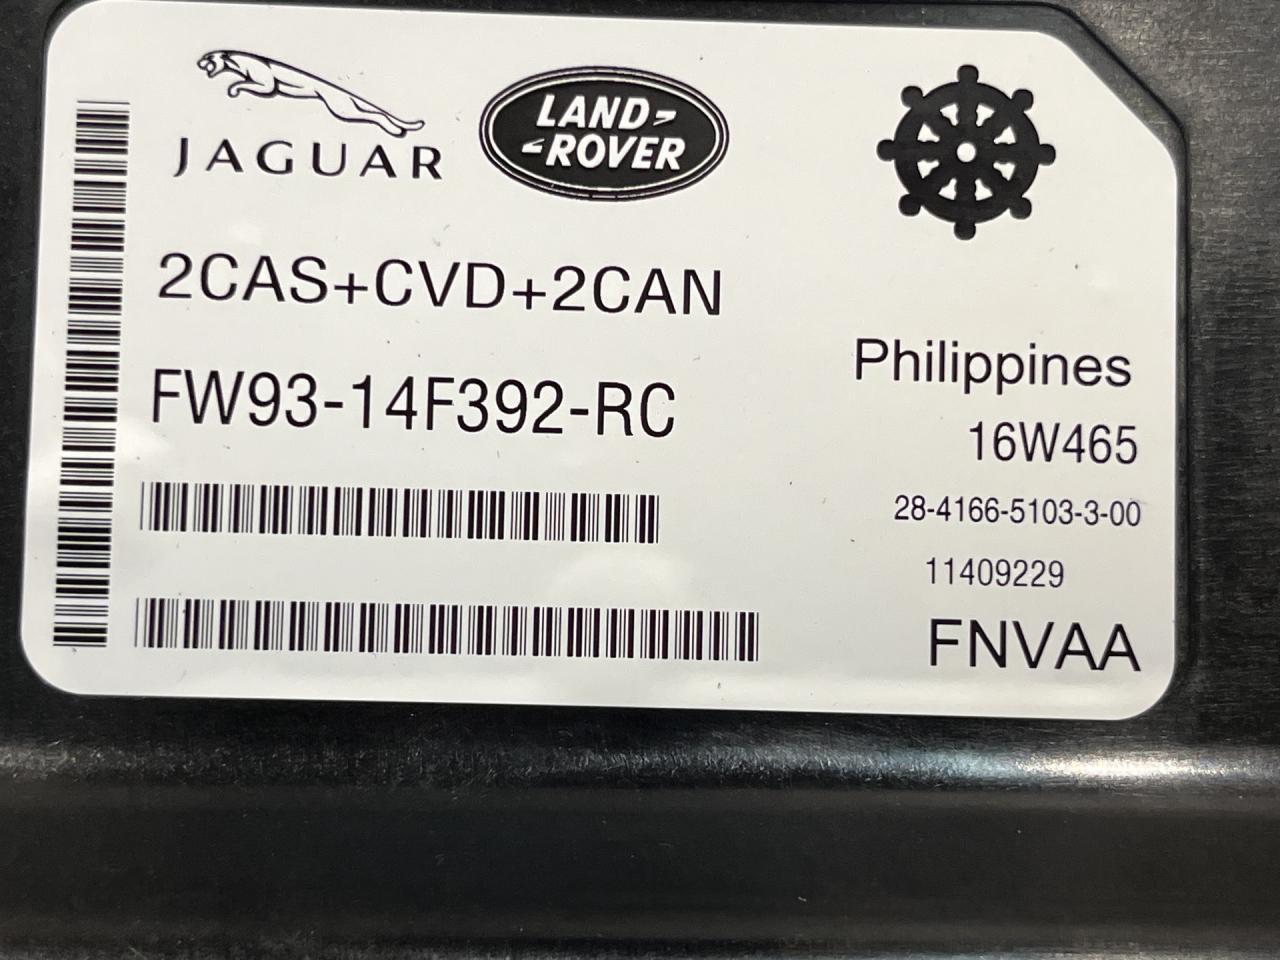 JAGUAR
LAND
ROVER
2CAS+CVD+2CAN
FW93-14F392-RC
Philippines
16W465
28-4166-5103-3-00
11409229
FNVAA